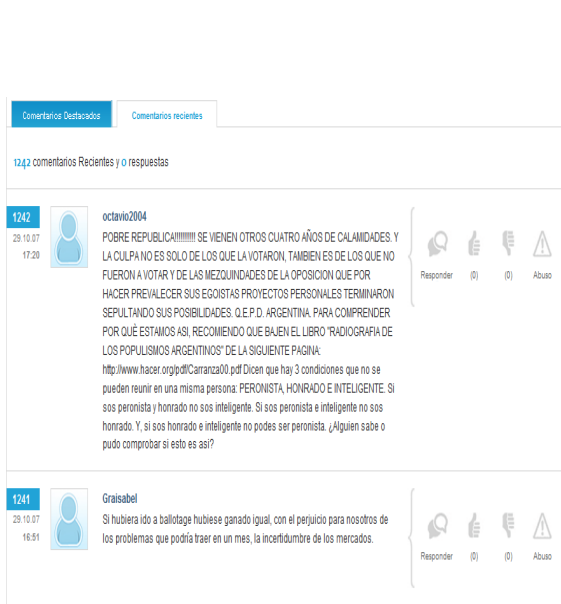 Comentarios Destacados
Comentarios recientes
1242 comentarios Recientes y 0 respuestas
1242
29.10.07
17:20
octavio2004
POBRE REPUBLICA!!!!!!!!!! SE VIENEN OTROS CUATRO AÑOS DE CALAMIDADES. Y
LA CULPA NO ES SOLO DE LOS QUE LA VOTARON, TAMBIEN ES DE LOS QUE NO
FUERON A VOTAR Y DE LAS MEZQUINDADES DE LA OPOSICION QUE POR
HACER PREVALECER SUS EGOISTAS PROYECTOS PERSONALES TERMINARON
SEPULTANDO SUS POSIBILIDADES. Q.E.P.D. ARGENTINA. PARA COMPRENDER
POR QUÈ ESTAMOS ASI, RECOMIENDO QUE BAJEN EL LIBRO "RADIOGRAFIA DE
LOS POPULISMOS ARGENTINOS" DE LA SIGUIENTE PAGINA:
http://www.hacer.org/pdf/Carranza00.pdf Dicen que hay 3 condiciones que no se
pueden reunir en una misma persona: PERONISTA, HONRADO E INTELIGENTE. Si
sos peronista y honrado no sos inteligente. Si sos peronista e inteligente no sos
honrado. Y, si sos honrado e inteligente no podes ser peronista. ¿Alguien sabe o
pudo comprobar si esto es asi?
Responder (0) (0) Abuso
1241
29.10.07
16:51
Graisabel
Si hubiera ido a ballotage hubiese ganado igual, con el perjuicio para nosotros de
los problemas que podría traer en un mes, la incertidumbre de los mercados.
Responder (0) (0) Abuso